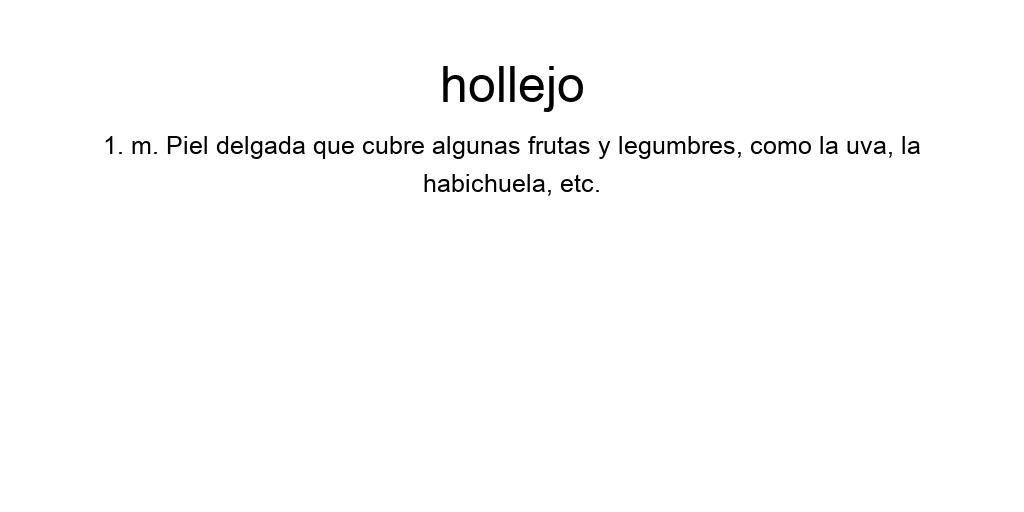 hollejo
1. m. Piel delgada que cubre algunas frutas y legumbres, como la uva, la
habichuela, etc.